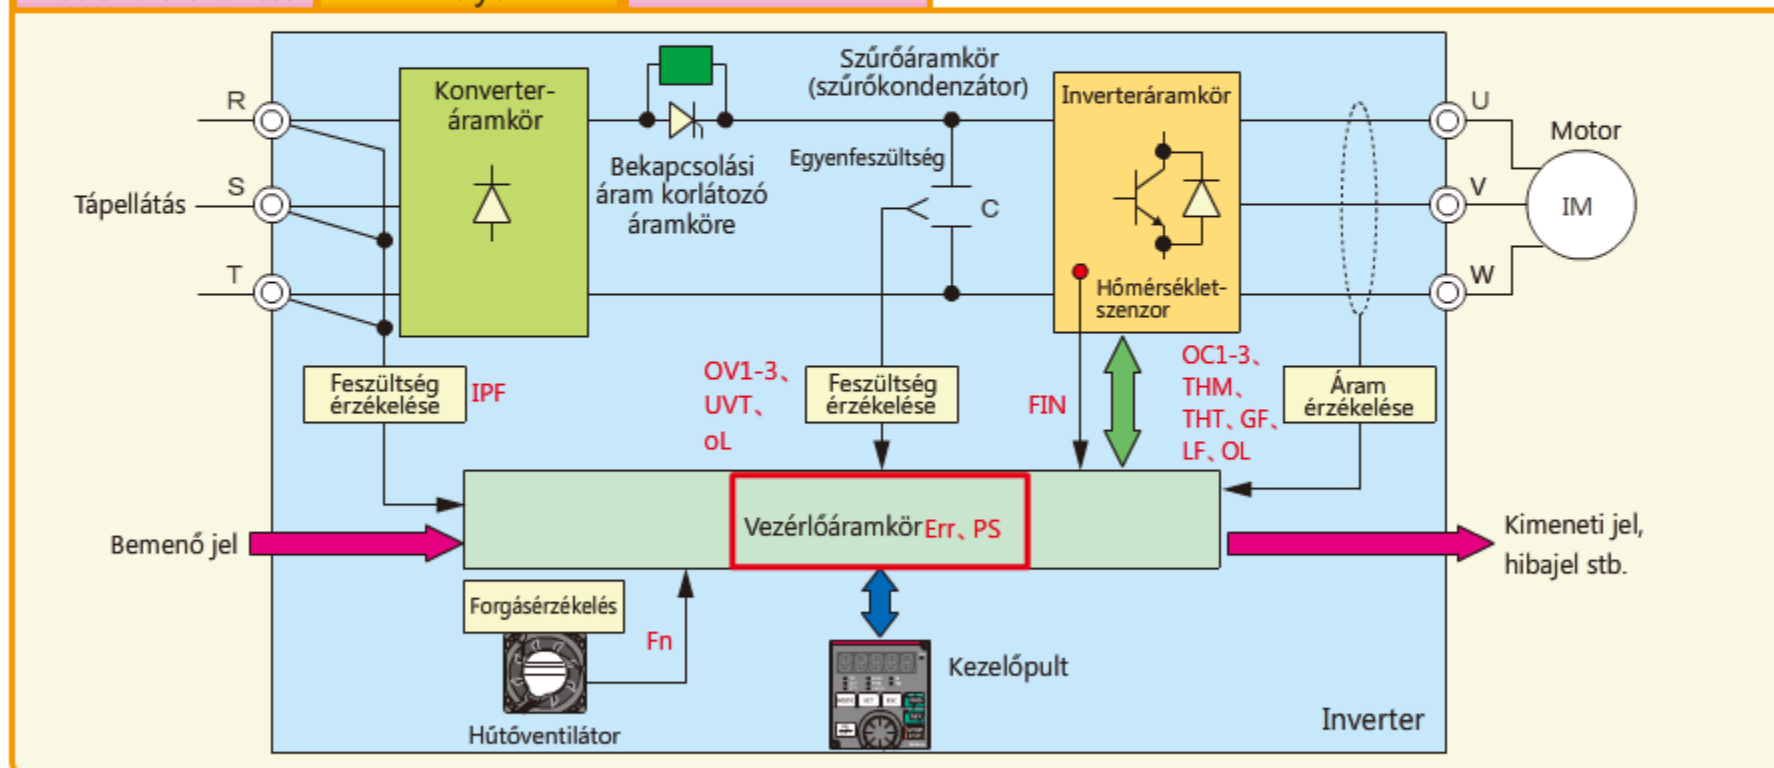 Szűrőáramkör
(szűrőkondenzátor)
Konverter-
áramkör
Inverteráramkör
R
U
Motor
Bekapcsolási
áram korlátozó
áramköre
Egyenfeszültség
Tápellátás
S
C
V
IM
T
Hőmérséklet-
szenzor
W
Feszültség
érzékelése
IPF
OV1-3、
UVT、
oL
Feszültség
érzékelése
FIN
OC1-3、
THM、
THT、GF、
LF、OL
Áram
érzékelése
Bemenő jel
Vezérlőáramkör Err、PS
Kimeneti jel,
hibajel stb.
Forgásérzékelés
Fn
Hűtőventilátor
Kezelőpult
Inverter